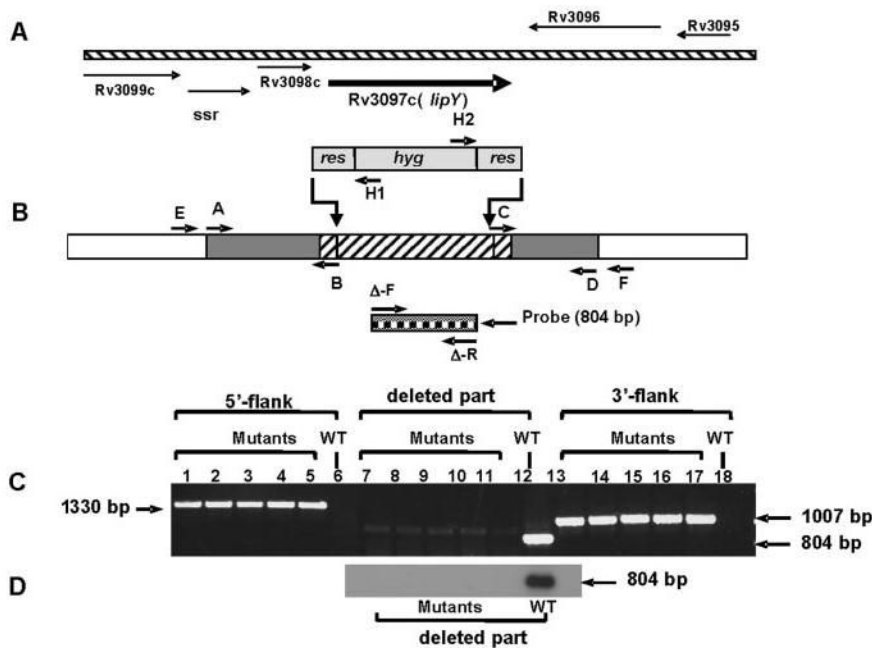 A
Rv3096
Rv3095
Rv3099c
ssr
Rv3098c
Rv3097c( lipY)
H2
res hyg res
H1
B
E A C
B D F
Δ-F
Probe (804 bp)
Δ-R
5'-flank deleted part 3'-flank
Mutants WT Mutants WT Mutants WT
1 2 3 4 5 6 7 8 9 10 11 12 13 14 15 16 17 18
C
1330 bp
1007 bp
804 bp
D
804 bp
Mutants WT
deleted part